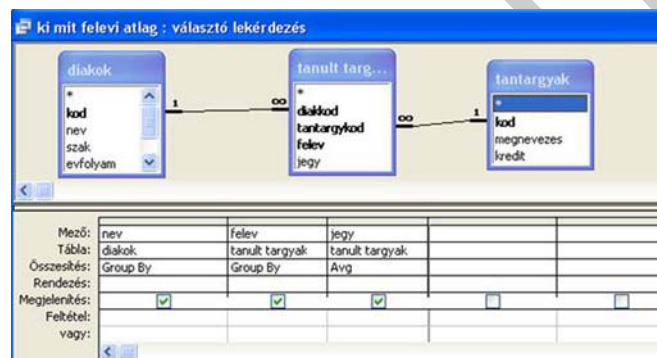 ki mit felevi atlag : választó lekérdezés
diakok
*
kod
nev
szak
evfolyam
1
∞
tanult targ...
*
diakkod
tantargykod
felev
jegy
∞
1
tantargyak
*
kod
megnevezes
kredit
Mező: nev felev jegy
Tábla: diakok tanult targyak tanult targyak
Összesítés: Group By Group By Avg
Rendezés:
Megjelenítés:
Feltétel:
vagy: